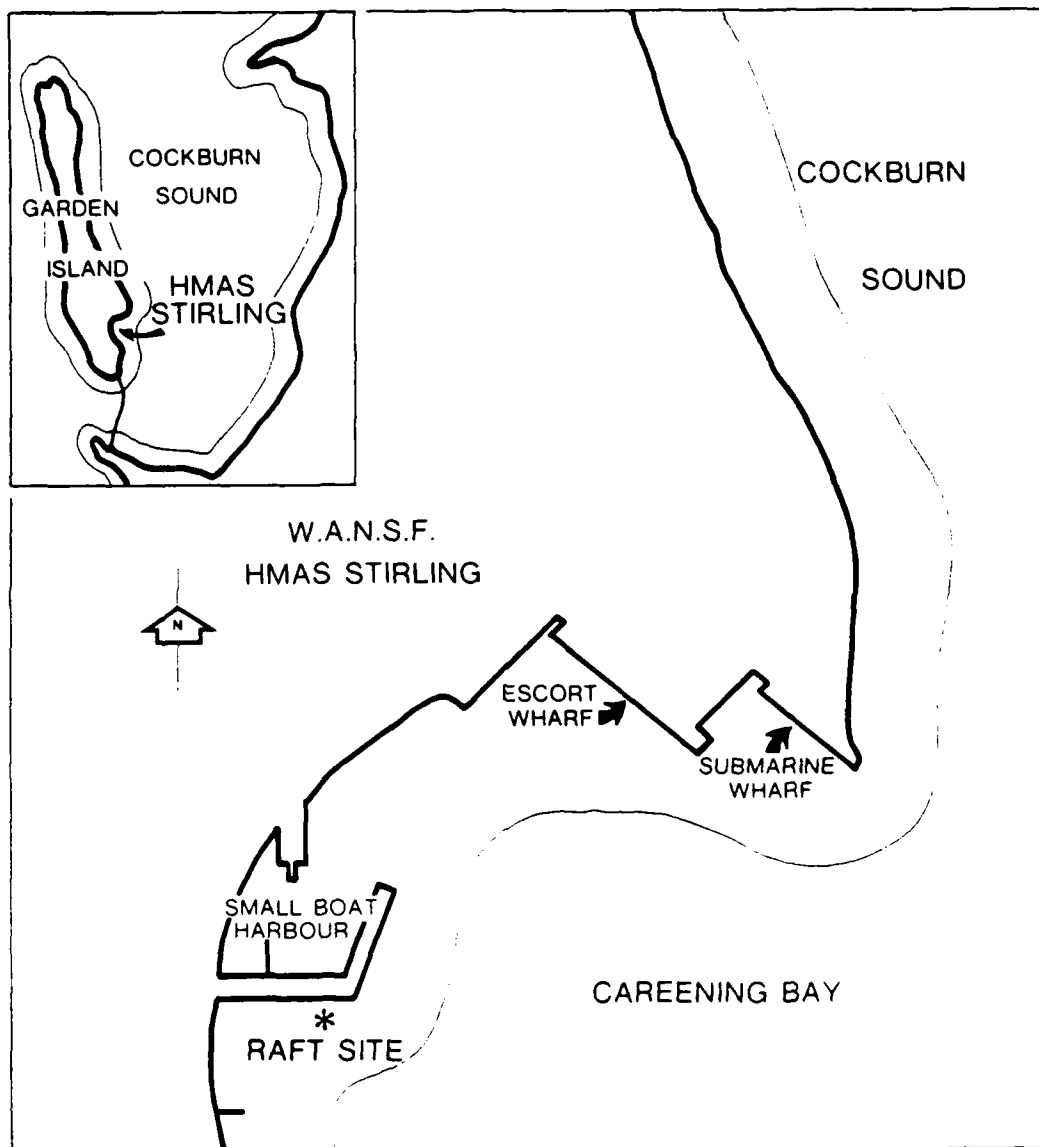 COCKBURN
SOUND
GARDEN
ISLAND
HMAS
STIRLING
COCKBURN
SOUND
W.A.N.S.F.
HMAS STIRLING
N
ESCORT
WHARF
SUBMARINE
WHARF
SMALL BOAT
HARBOUR
CAREENING BAY
*
RAFT SITE